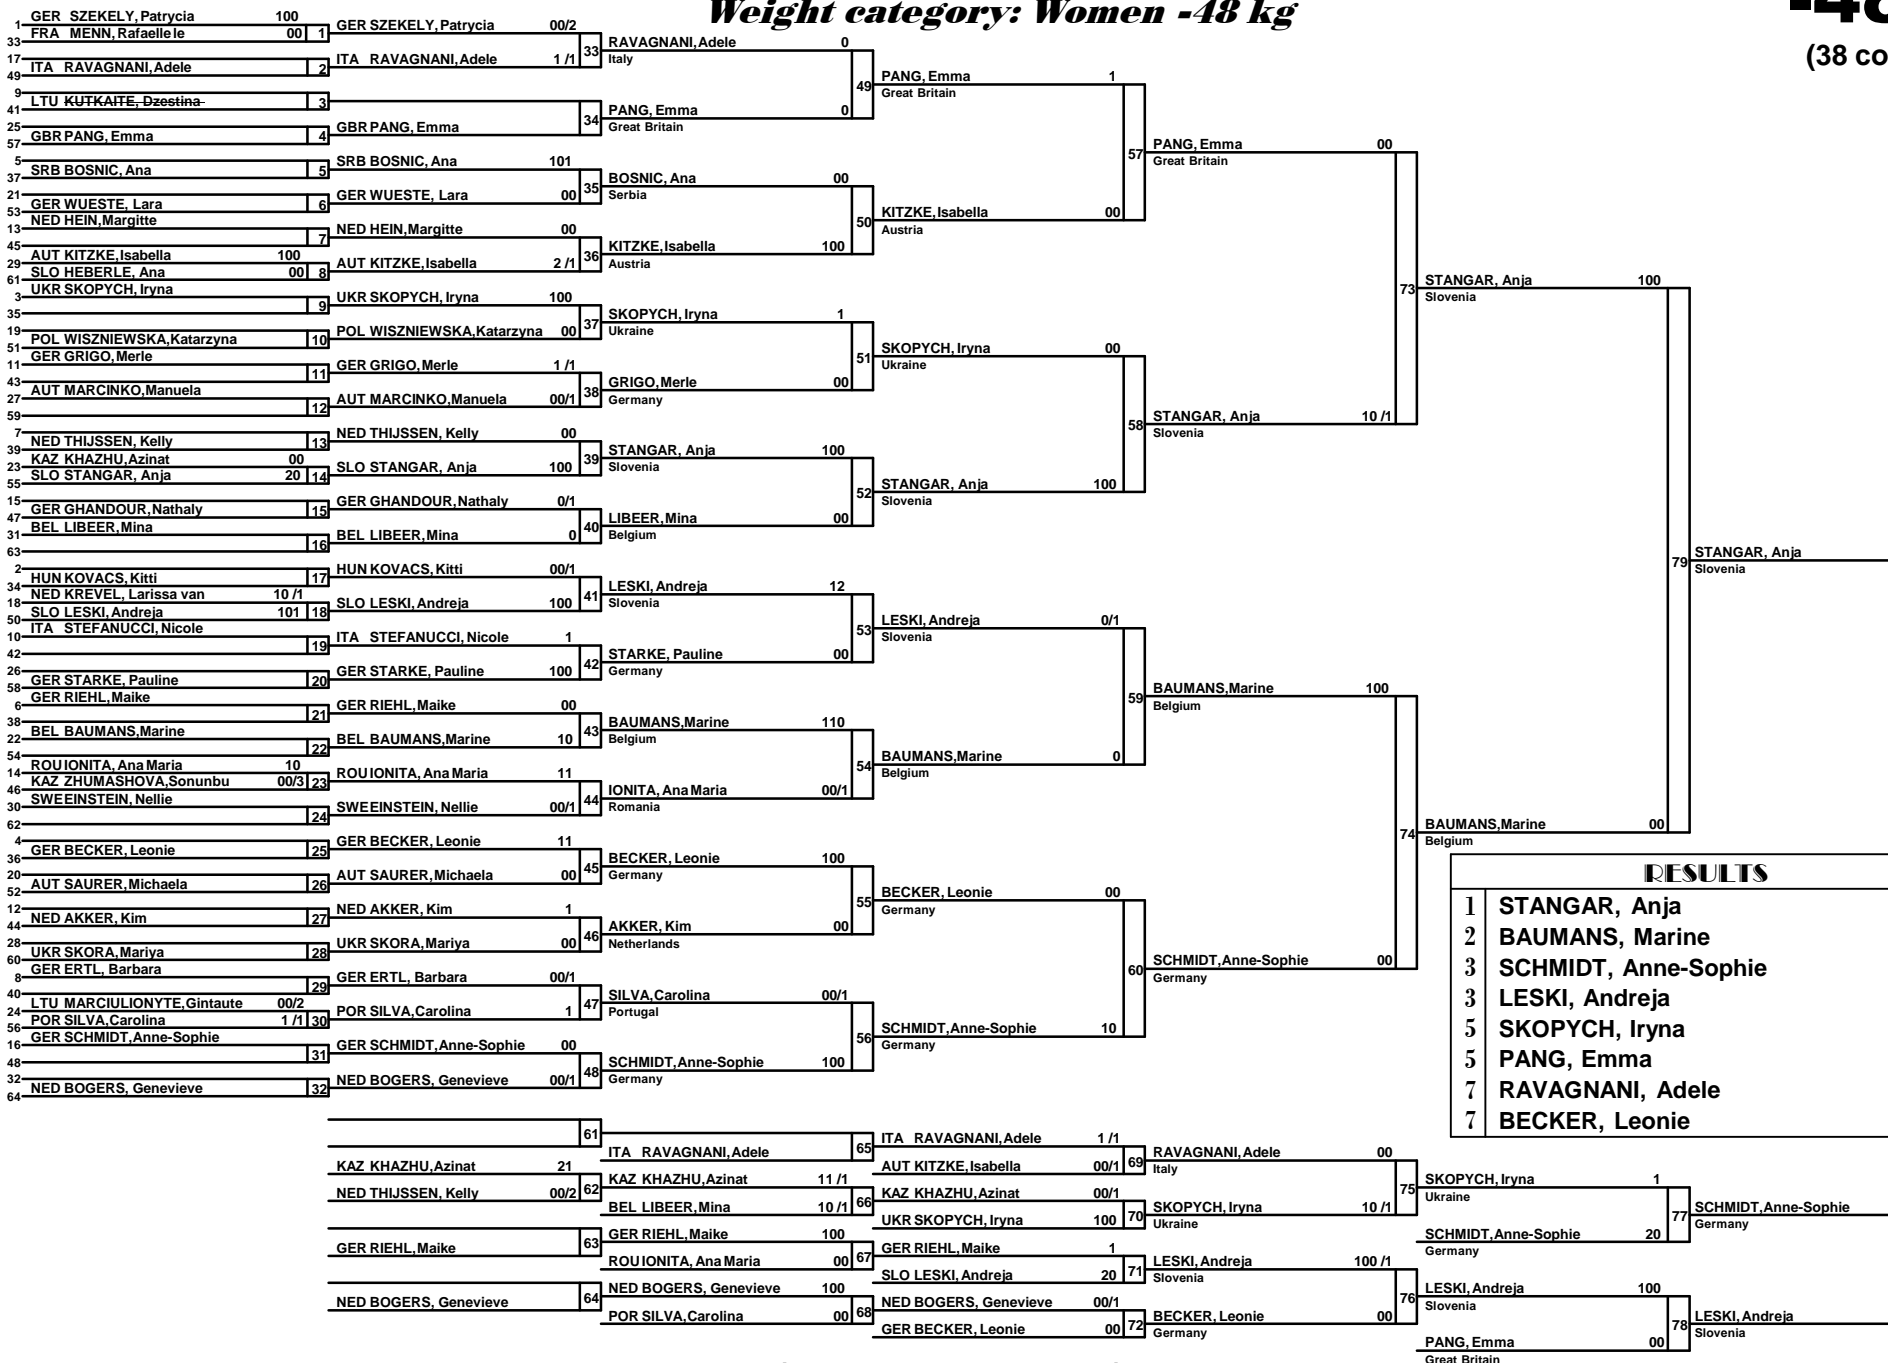 Weight category: Women -48 kg
-48
(38 co
1 GER SZEKELY, Patrycia 100
33 FRA MENN, Rafaelle le 00 1
17
49 ITA RAVAGNANI, Adele 2
9
41 LTU KUTKAITE, Dzestina 3
25
57 GBR PANG, Emma 4
5
37 SRB BOSNIC, Ana 5
21
53 GER WUESTE, Lara 6
13 NED HEIN, Margitte
45 7
29 AUT KITZKE, Isabella 100
61 SLO HEBERLE, Ana 00 8
3 UKR SKOPYCH, Iryna
35 9
19
51 POL WISZNIEWSKA, Katarzyna 10
11 GER GRIGO, Merle
43 11
27 AUT MARCINKO, Manuela
59 12
7
39 NED THIJSSEN, Kelly 13
23 KAZ KHAZHU, Azinat 00
55 SLO STANGAR, Anja 20 14
15
47 GER GHANDOUR, Nathaly 15
31 BEL LIBEER, Mina
63 16
2
34 HUN KOVACS, Kitti 17
18 NED KREVEL, Larissa van 10 /1
50 SLO LESKI, Andreja 101 18
10 ITA STEFANUCCI, Nicole
42 19
26
58 GER STARKE, Pauline 20
6 GER RIEHL, Maike
38 21
22 BEL BAUMANS, Marine
54 22
14 ROU IONITA, Ana Maria 10
46 KAZ ZHUMASHOVA, Sonunbu 00/3 23
30 SWE EINSTEIN, Nellie
62 24
4
36 GER BECKER, Leonie 25
20
52 AUT SAURER, Michaela 26
12
44 NED AKKER, Kim 27
28
60 UKR SKORA, Mariya 28
8 GER ERTL, Barbara
40 29
24 LTU MARCIULIONYTE, Gintaute 00/2
56 POR SILVA, Carolina 1 /1 30
16 GER SCHMIDT, Anne-Sophie
48 31
32
64 NED BOGERS, Genevieve 32
GER SZEKELY, Patrycia 00/2
33
ITA RAVAGNANI, Adele 1 /1
34
GBR PANG, Emma
SRB BOSNIC, Ana 101
35
GER WUESTE, Lara 00
NED HEIN, Margitte 00
36
AUT KITZKE, Isabella 2 /1
UKR SKOPYCH, Iryna 100
37
POL WISZNIEWSKA, Katarzyna 00
GER GRIGO, Merle 1 /1
38
AUT MARCINKO, Manuela 00/1
NED THIJSSEN, Kelly 00
39
SLO STANGAR, Anja 100
GER GHANDOUR, Nathaly 0/1
40
BEL LIBEER, Mina 0
HUN KOVACS, Kitti 00/1
41
SLO LESKI, Andreja 100
ITA STEFANUCCI, Nicole 1
42
GER STARKE, Pauline 100
GER RIEHL, Maike 00
43
BEL BAUMANS, Marine 10
ROU IONITA, Ana Maria 11
44
SWE EINSTEIN, Nellie 00/1
GER BECKER, Leonie 11
45
AUT SAURER, Michaela 00
NED AKKER, Kim 1
46
UKR SKORA, Mariya 00
GER ERTL, Barbara 00/1
47
POR SILVA, Carolina 1
GER SCHMIDT, Anne-Sophie 00
48
NED BOGERS, Genevieve 00/1
RAVAGNANI, Adele 0
Italy
49
PANG, Emma 0
Great Britain
BOSNIC, Ana 00
Serbia
50
KITZKE, Isabella 100
Austria
SKOPYCH, Iryna 1
Ukraine
51
GRIGO, Merle 00
Germany
STANGAR, Anja 100
Slovenia
52
LIBEER, Mina 00
Belgium
LESKI, Andreja 12
Slovenia
53
STARKE, Pauline 00
Germany
BAUMANS, Marine 110
Belgium
54
IONITA, Ana Maria 00/1
Romania
BECKER, Leonie 100
Germany
55
AKKER, Kim 00
Netherlands
SILVA, Carolina 00/1
Portugal
56
SCHMIDT, Anne-Sophie 100
Germany
PANG, Emma 1
Great Britain
57
KITZKE, Isabella 00
Austria
SKOPYCH, Iryna 00
Ukraine
58
STANGAR, Anja 100
Slovenia
LESKI, Andreja 0/1
Slovenia
59
BAUMANS, Marine 0
Belgium
BECKER, Leonie 00
Germany
60
SCHMIDT, Anne-Sophie 10
Germany
PANG, Emma 00
Great Britain
73
STANGAR, Anja 10 /1
Slovenia
BAUMANS, Marine 100
Belgium
74
SCHMIDT, Anne-Sophie 00
Germany
STANGAR, Anja 100
Slovenia
79
BAUMANS, Marine 00
Belgium
STANGAR, Anja
Slovenia
RESULTS
1 STANGAR, Anja
2 BAUMANS, Marine
3 SCHMIDT, Anne-Sophie
3 LESKI, Andreja
5 SKOPYCH, Iryna
5 PANG, Emma
7 RAVAGNANI, Adele
7 BECKER, Leonie
61
KAZ KHAZHU, Azinat 21
62
NED THIJSSEN, Kelly 00/2
63
GER RIEHL, Maike
64
NED BOGERS, Genevieve
65
ITA RAVAGNANI, Adele
KAZ KHAZHU, Azinat 11 /1
66
BEL LIBEER, Mina 10 /1
GER RIEHL, Maike 100
67
ROU IONITA, Ana Maria 00
NED BOGERS, Genevieve 100
68
POR SILVA, Carolina 00
ITA RAVAGNANI, Adele 1 /1
69
AUT KITZKE, Isabella 00/1
KAZ KHAZHU, Azinat 00/1
70
UKR SKOPYCH, Iryna 100
GER RIEHL, Maike 1
71
SLO LESKI, Andreja 20
NED BOGERS, Genevieve 00/1
72
GER BECKER, Leonie 00
RAVAGNANI, Adele 00
Italy
75
SKOPYCH, Iryna 10 /1
Ukraine
LESKI, Andreja 100 /1
Slovenia
76
BECKER, Leonie 00
Germany
SKOPYCH, Iryna 1
Ukraine
77
SCHMIDT, Anne-Sophie 20
Germany
LESKI, Andreja 100
Slovenia
78
PANG, Emma 00
Great Britain
SCHMIDT, Anne-Sophie
Germany
LESKI, Andreja
Slovenia